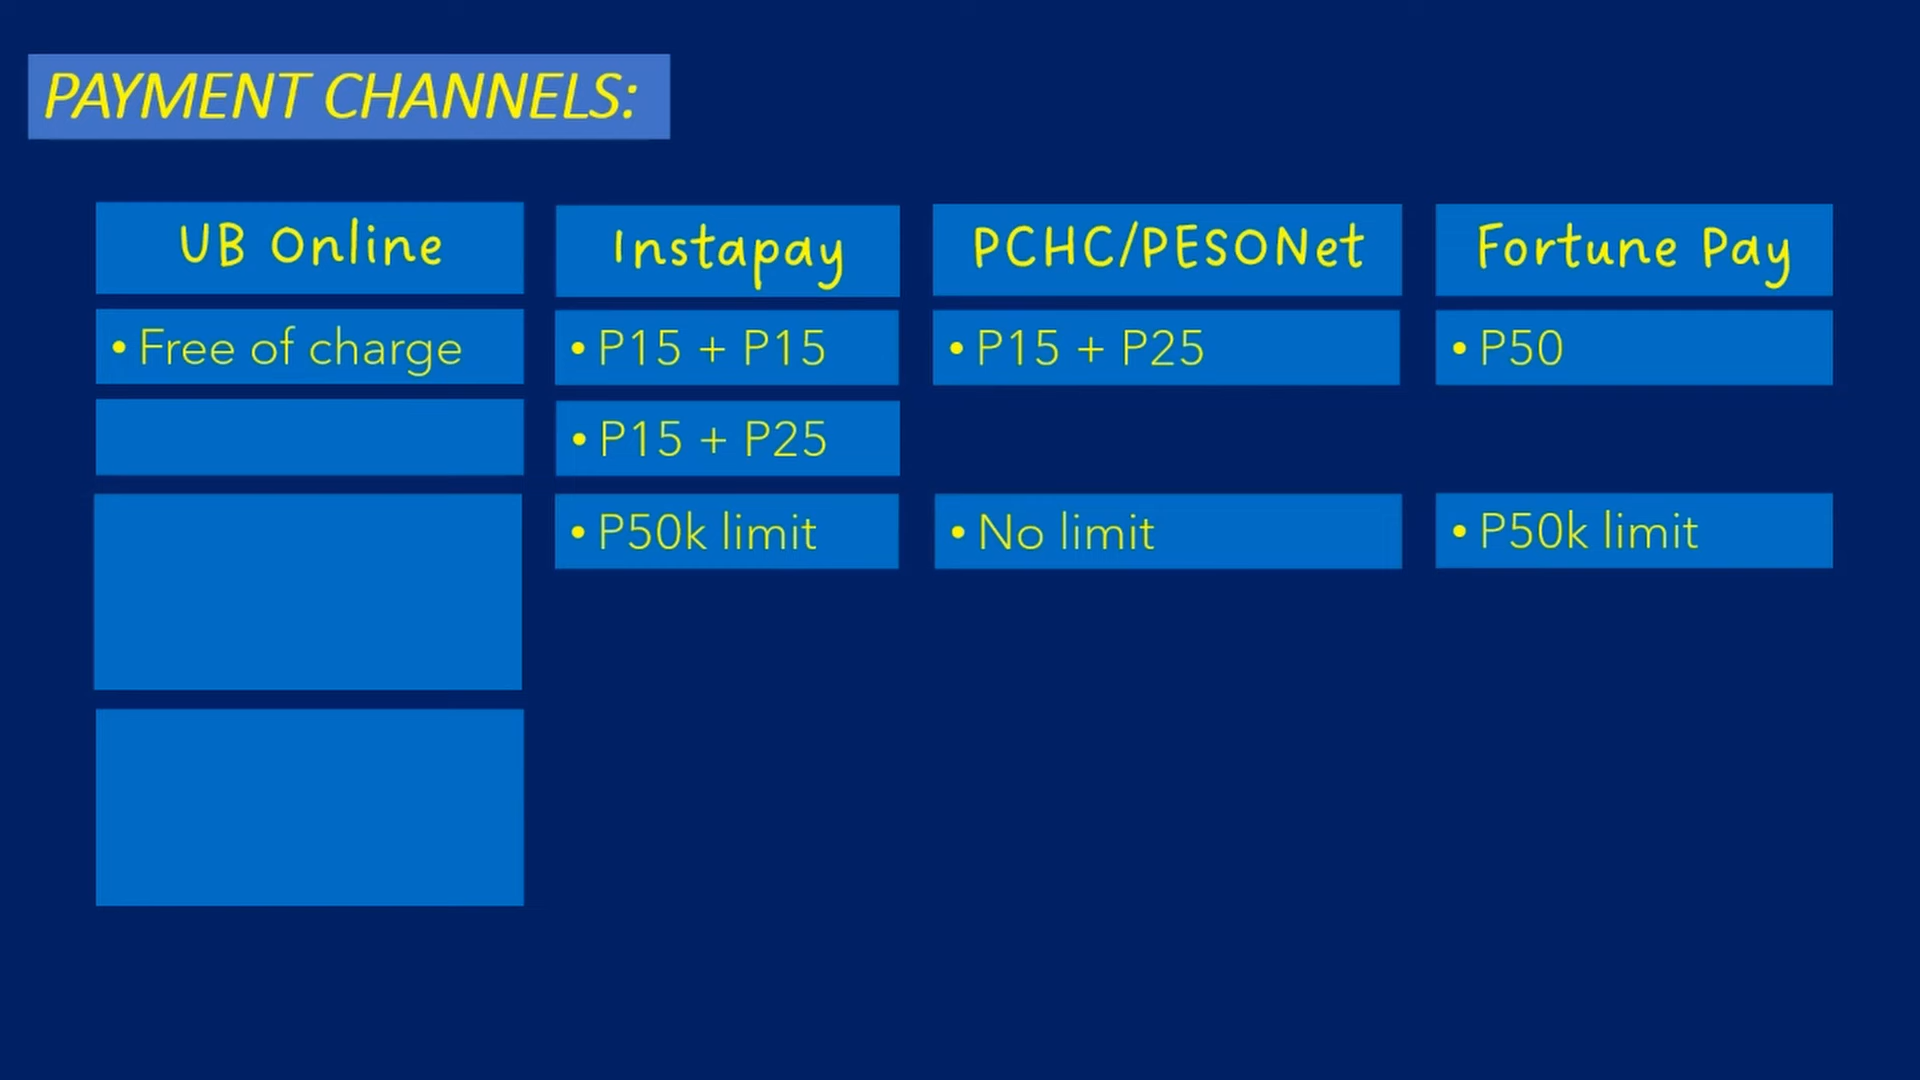 PAYMENT CHANNELS:
UB Online
Instapay
PCHC/PESONet
Fortune Pay
• Free of charge
• P15 + P15
• P15 + P25
• P50
• P15 + P25
• P50k limit
• No limit
• P50k limit